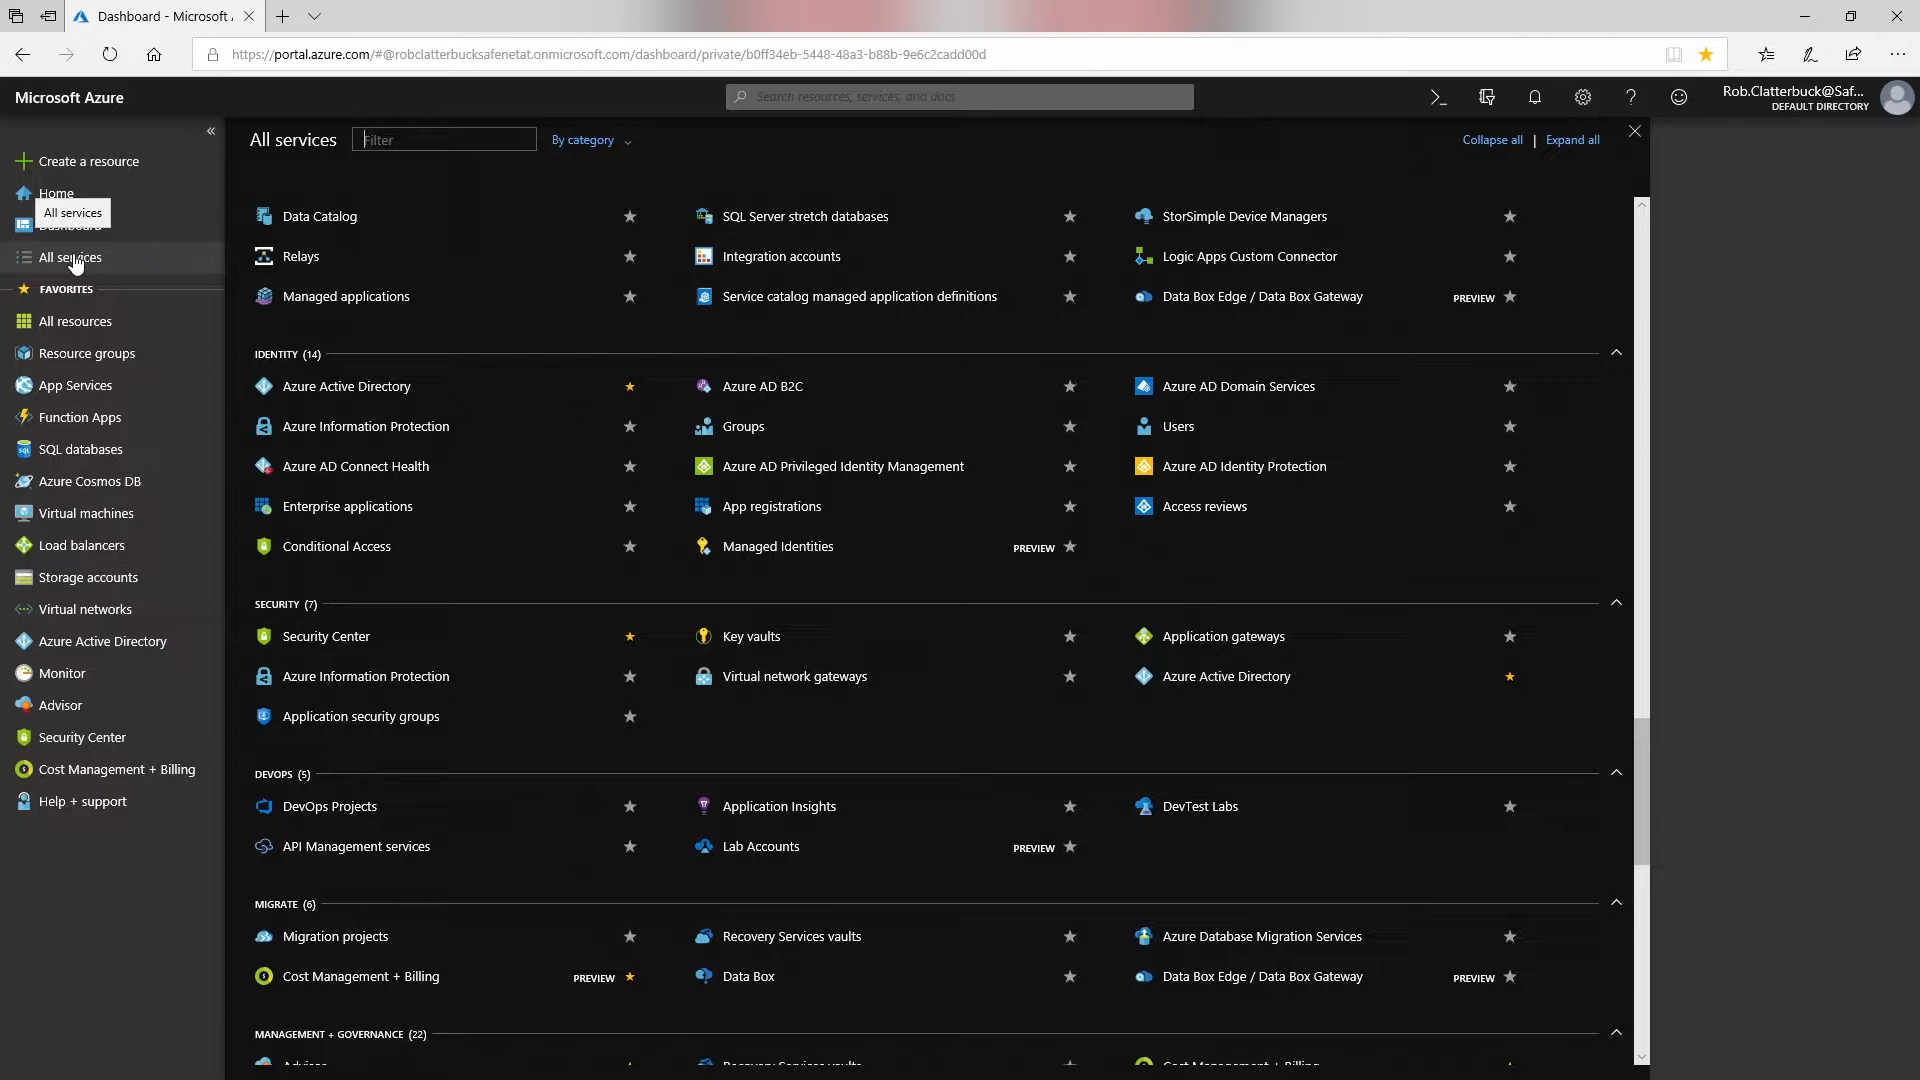 Dashboard - Microsoft
https://portal.azure.com/#@robclatterbucksafenetat.onmicrosoft.com/dashboard/private/b0ff34eb-5448-48a3-b88b-9e6c2cadd00d
Microsoft Azure
Search resources, services, and docs
Rob.Clatterbuck@Saf...
DEFAULT DIRECTORY
Create a resource
Home
All services
Dashboard
All services
FAVORITES
All resources
Resource groups
App Services
Function Apps
SQL databases
Azure Cosmos DB
Virtual machines
Load balancers
Storage accounts
Virtual networks
Azure Active Directory
Monitor
Advisor
Security Center
Cost Management + Billing
Help + support
All services Filter By category Collapse all | Expand all
Data Catalog SQL Server stretch databases StorSimple Device Managers
Relays Integration accounts Logic Apps Custom Connector
Managed applications Service catalog managed application definitions Data Box Edge / Data Box Gateway PREVIEW
IDENTITY (14)
Azure Active Directory Azure AD B2C Azure AD Domain Services
Azure Information Protection Groups Users
Azure AD Connect Health Azure AD Privileged Identity Management Azure AD Identity Protection
Enterprise applications App registrations Access reviews
Conditional Access Managed Identities PREVIEW
SECURITY (7)
Security Center Key vaults Application gateways
Azure Information Protection Virtual network gateways Azure Active Directory
Application security groups
DEVOPS (5)
DevOps Projects Application Insights DevTest Labs
API Management services Lab Accounts PREVIEW
MIGRATE (6)
Migration projects Recovery Services vaults Azure Database Migration Services
Cost Management + Billing PREVIEW Data Box Data Box Edge / Data Box Gateway PREVIEW
MANAGEMENT + GOVERNANCE (22)
Advisor Recovery Services vaults Cost Management + Billing